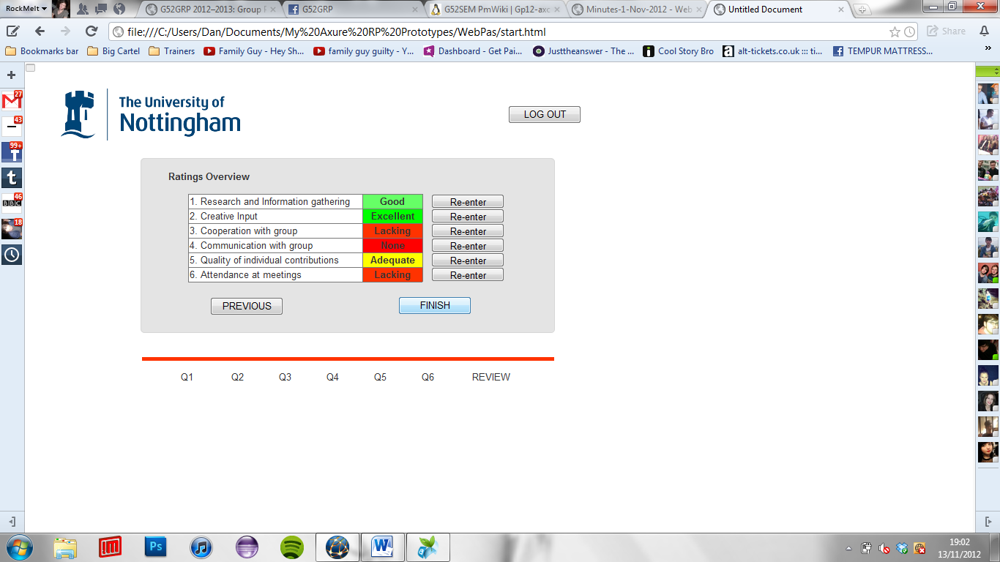 RockMelt
G52GRP 2012–2013: Group P
G52GRP
G52SEM PmWiki | Gp12-axc
Minutes-1-Nov-2012 - Web
Untitled Document
file:///C:/Users/Dan/Documents/My%20Axure%20RP%20Prototypes/WebPas/start.html
Share
Bookmarks bar
Big Cartel
Trainers
Family Guy - Hey Sh...
family guy guilty - Y...
Dashboard - Get Pai...
Justtheanswer - The ...
Cool Story Bro
alt-tickets.co.uk ::: ti...
TEMPUR MATTRESS...
27
43
99+
BBC 46
18
The University of
Nottingham
LOG OUT
Ratings Overview
1. Research and Information gathering Good Re-enter
2. Creative Input Excellent Re-enter
3. Cooperation with group Lacking Re-enter
4. Communication with group None Re-enter
5. Quality of individual contributions Adequate Re-enter
6. Attendance at meetings Lacking Re-enter
PREVIOUS FINISH
Q1 Q2 Q3 Q4 Q5 Q6 REVIEW
19:02
13/11/2012